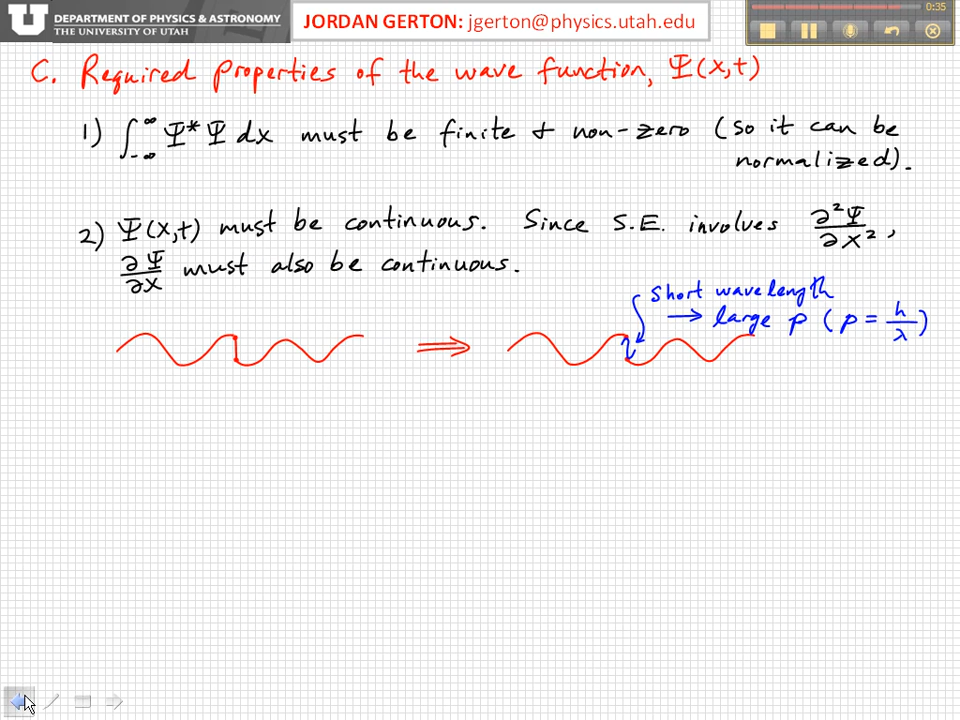 DEPARTMENT OF PHYSICS & ASTRONOMY
THE UNIVERSITY OF UTAH
JORDAN GERTON: jgerton@physics.utah.edu
0:35
C. Required properties of the wave function, Ψ(x,t)
1) ∫_{-∞}^{∞} Ψ*Ψ dx must be finite + non-zero (so it can be
normalized).
2) Ψ(x,t) must be continuous. Since S.E. involves ∂²Ψ/∂x²,
∂Ψ/∂x must also be continuous.
short wavelength
→ large p (p = h/λ)
⇒